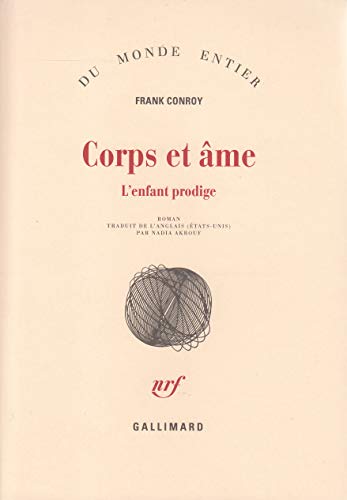 DU MONDE ENTIER
FRANK CONROY
Corps et âme
L'enfant prodige
ROMAN
TRADUIT DE L'ANGLAIS (ÉTATS-UNIS)
PAR NADIA AKROUF
nrf
GALLIMARD